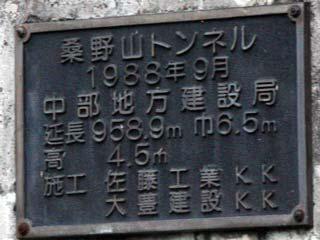 桑野山トンネル
1988年9月
中部地方建設局
延長958.9m 巾6.5m
高 4.5m
施工 佐藤工業KK
大豊建設KK